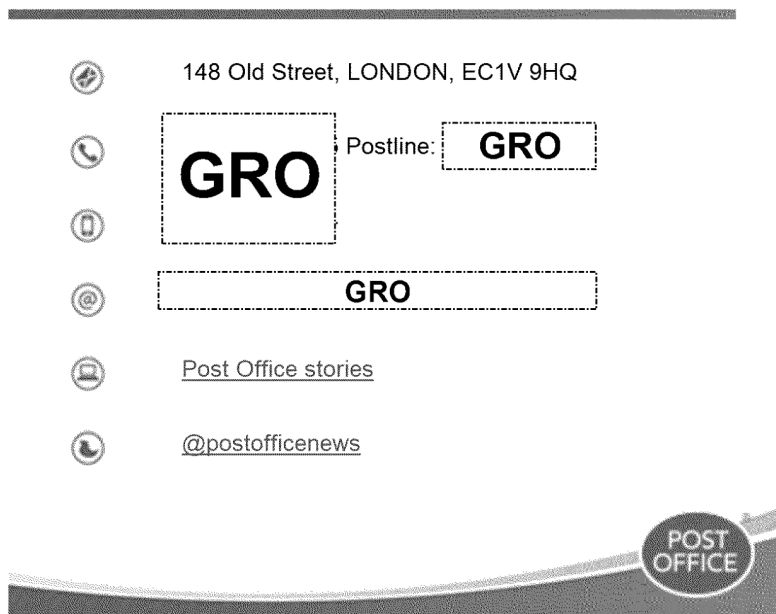 148 Old Street, LONDON, EC1V 9HQ
GRO
Postline: GRO
GRO
Post Office stories
@postofficenews
POST
OFFICE